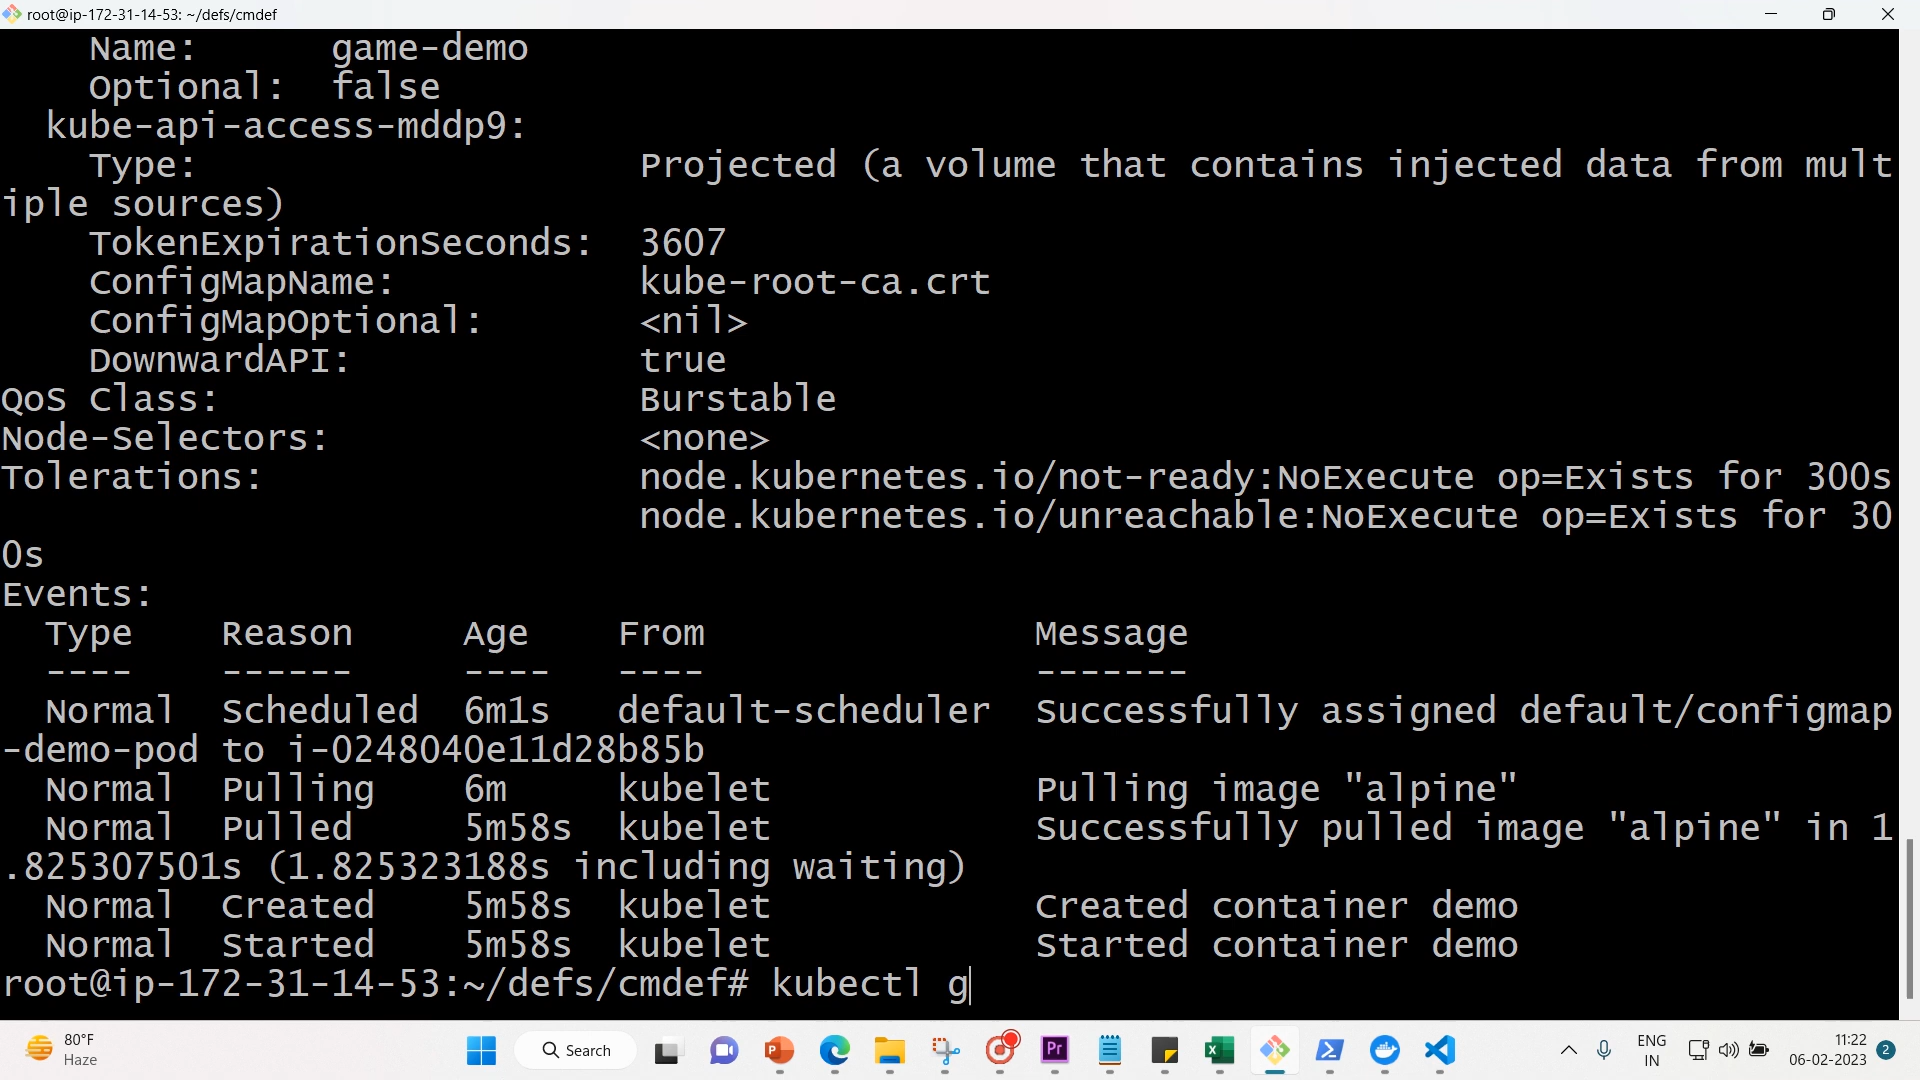 root@ip-172-31-14-53: ~/defs/cmdef
Name: game-demo
Optional: false
kube-api-access-mddp9:
Type: Projected (a volume that contains injected data from mult
iple sources)
TokenExpirationSeconds: 3607
ConfigMapName: kube-root-ca.crt
ConfigMapOptional: <nil>
DownwardAPI: true
QoS Class: Burstable
Node-Selectors: <none>
Tolerations: node.kubernetes.io/not-ready:NoExecute op=Exists for 300s
node.kubernetes.io/unreachable:NoExecute op=Exists for 30
0s
Events:
Type Reason Age From Message
---- ------ ---- ---- -------
Normal Scheduled 6m1s default-scheduler Successfully assigned default/configmap
-demo-pod to i-0248040e11d28b85b
Normal Pulling 6m kubelet Pulling image "alpine"
Normal Pulled 5m58s kubelet Successfully pulled image "alpine" in 1
.825307501s (1.825323188s including waiting)
Normal Created 5m58s kubelet Created container demo
Normal Started 5m58s kubelet Started container demo
root@ip-172-31-14-53:~/defs/cmdef# kubectl g
80°F
Haze
Search
P
Pr
X
ENG
IN
11:22
06-02-2023
2